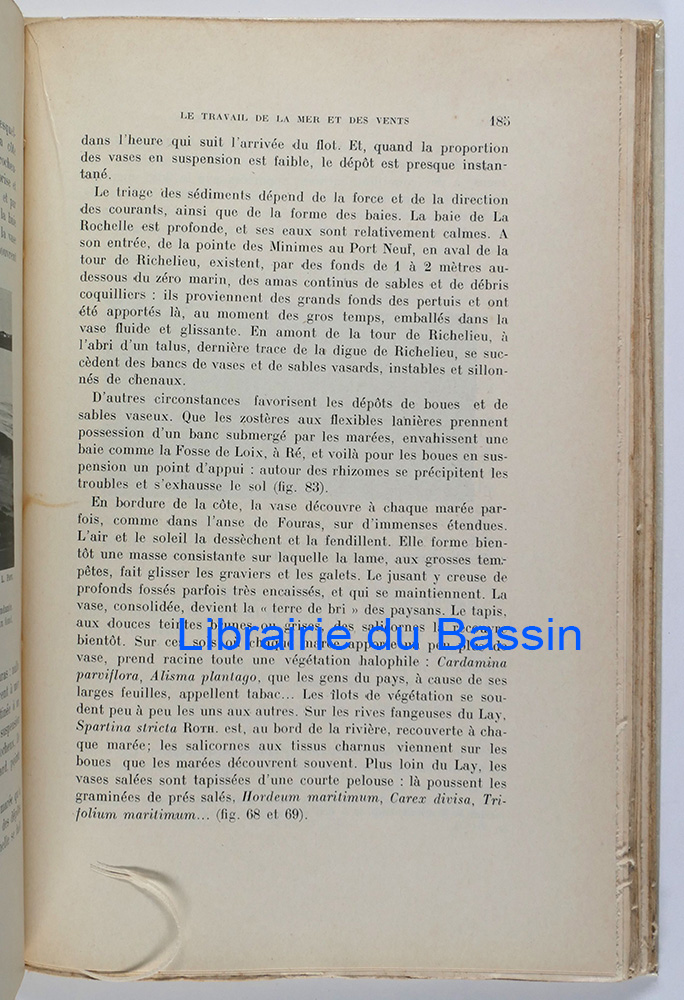 LE TRAVAIL DE LA MER ET DES VENTS 185
dans l'heure qui suit l'arrivée du flot. Et, quand la proportion
des vases en suspension est faible, le dépôt est presque instan-
tané.
Le triage des sédiments dépend de la force et de la direction
des courants, ainsi que de la forme des baies. La baie de La
Rochelle est profonde, et ses eaux sont relativement calmes. A
son entrée, de la pointe des Minimes au Port Neuf, en aval de la
tour de Richelieu, existent, par des fonds de 1 à 2 mètres au-
dessous du zéro marin, des amas continus de sables et de débris
coquilliers : ils proviennent des grands fonds des pertuis et ont
été apportés là, au moment des gros temps, emballés dans la
vase fluide et glissante. En amont de la tour de Richelieu, à
l'abri d'un talus, dernière trace de la digue de Richelieu, se suc-
cèdent des bancs de vases et de sables vasards, instables et sillon-
nés de chenaux.
D'autres circonstances favorisent les dépôts de boues et de
sables vaseux. Que les zostères aux flexibles lanières prennent
possession d'un banc submergé par les marées, envahissent une
baie comme la Fosse de Loix, à Ré, et voilà pour les boues en sus-
pension un point d'appui : autour des rhizomes se précipitent les
troubles et s'exhausse le sol (fig. 83).
En bordure de la côte, la vase découvre à chaque marée par-
fois, comme dans l'anse de Fouras, sur d'immenses étendues.
L'air et le soleil la dessèchent et la fendillent. Elle forme bien-
tôt une masse consistante sur laquelle la lame, aux grosses tem-
pêtes, fait glisser les graviers et les galets. Le jusant y creuse de
profonds fossés parfois très encaissés, et qui se maintiennent. La
vase, consolidée, devient la « terre de bri » des paysans. Le tapis,
aux douces teintes brunes ou grises, des salicornes la recouvre
Librairie du Bassin
bientôt. Sur ces sols où chaque marée apporte un peu plus de
vase, prend racine toute une végétation halophile : Cardamina
parviflora, Alisma plantago, que les gens du pays, à cause de ses
larges feuilles, appellent tabac... Les îlots de végétation se sou-
dent peu à peu les uns aux autres. Sur les rives fangeuses du Lay,
Spartina stricta ROTH. est, au bord de la rivière, recouverte à cha-
que marée; les salicornes aux tissus charnus viennent sur les
boues que les marées découvrent souvent. Plus loin du Lay, les
vases salées sont tapissées d'une courte pelouse : là poussent les
graminées de prés salés, Hordeum maritimum, Carex divisa, Tri-
folium maritimum... (fig. 68 et 69).